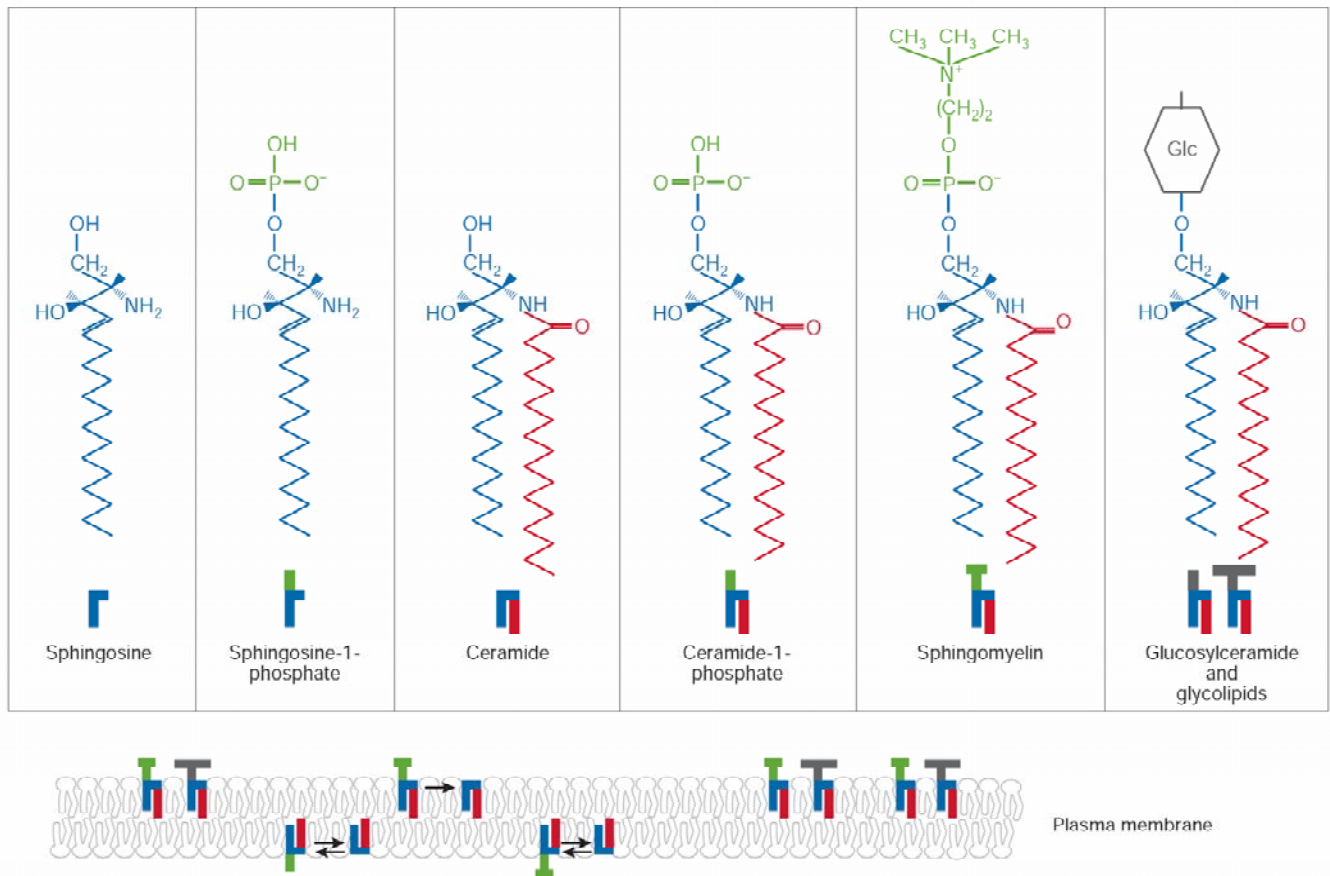 CH3 CH3 CH3
N+
(CH2)2
O
O=P–O–
O
CH2
HO
NH
O
Glc
O
CH2
HO
NH
O
OH
O=P–O–
O
CH2
HO
NH2
OH
O=P–O–
O
CH2
HO
NH
O
OH
CH2
HO
NH2
OH
CH2
HO
NH
O
Sphingosine
Sphingosine-1-
phosphate
Ceramide
Ceramide-1-
phosphate
Sphingomyelin
Glucosylceramide
and
glycolipids
Plasma membrane